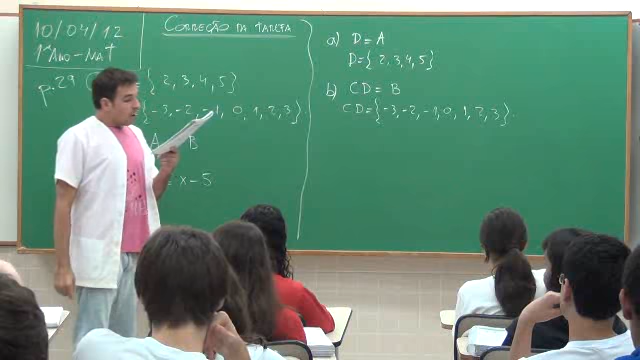 10/04/12
1º ANO - MAT
CORREÇÃO DA TAREFA
p.29
= { 2, 3, 4, 5}
{ -3, -2, -1, 0, 1, 2, 3 }
A B
= x - 5
a) D = A
D = { 2, 3, 4, 5}
b) CD = B
CD = { -3, -2, -1, 0, 1, 2, 3 }.